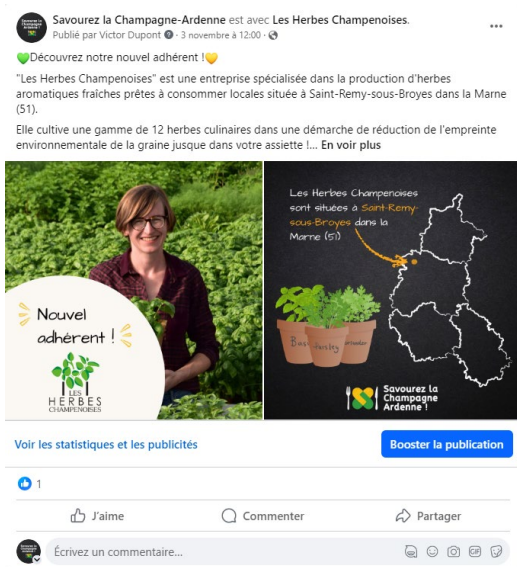 Savourez la Champagne-Ardenne est avec Les Herbes Champenoises.
Publié par Victor Dupont · 3 novembre à 12:00 ·
💚Découvrez notre nouvel adhérent !💛
"Les Herbes Champenoises" est une entreprise spécialisée dans la production d'herbes
aromatiques fraîches prêtes à consommer locales située à Saint-Remy-sous-Broyes dans la Marne
(51).
Elle cultive une gamme de 12 herbes culinaires dans une démarche de réduction de l'empreinte
environnementale de la graine jusque dans votre assiette !... En voir plus
Nouvel
adhérent !
LES
HERBES
CHAMPENOISES
Les Herbes Champenoises
sont situées à Saint-Remy-
sous-Broyes dans la
Marne (51)
Parsley
Savourez la
Champagne
Ardenne !
Voir les statistiques et les publicités
Booster la publication
1
J'aime
Commenter
Partager
Écrivez un commentaire...
GIF